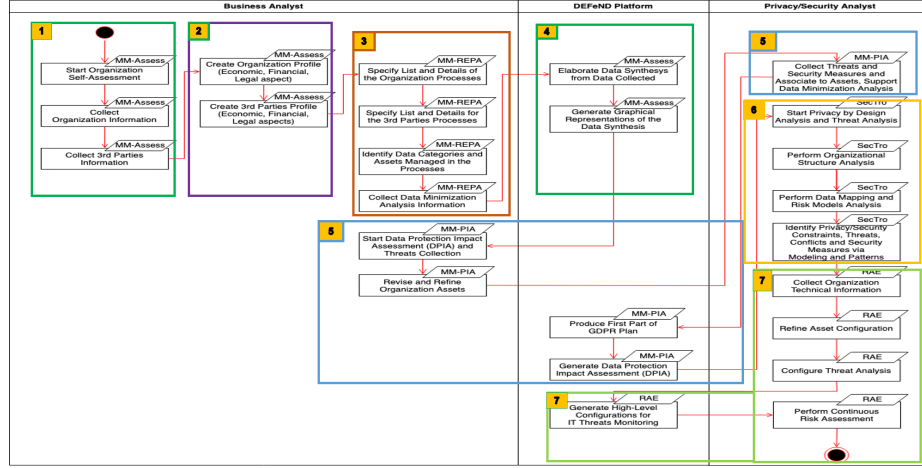 Business Analyst
DEFeND Platform
Privacy/Security Analyst
1
MM-Assess
Start Organization
Self-Assessment
MM-Assess
Collect
Organization Information
MM-Assess
Collect 3rd Parties
Information
2
MM-Assess
Create Organization Profile
(Economic, Financial,
Legal aspect)
MM-Assess
Create 3rd Parties Profile
(Economic, Financial,
Legal aspects)
3
MM-REPA
Specify List and Details of
the Organization Processes
MM-REPA
Specify List and Details for
the 3rd Parties Processes
MM-REPA
Identify Data Categories and
Assets Managed in the
Processes
MM-REPA
Collect Data Minimization
Analysis Information
4
MM-Assess
Elaborate Data Synthesys
from Data Collected
MM-Assess
Generate Graphical
Representations of the
Data Synthesis
5
MM-PIA
Start Data Protection Impact
Assessment (DPIA) and
Threats Collection
MM-PIA
Revise and Refine
Organization Assets
5
MM-PIA
Collect Threats and
Security Measures and
Associate to Assets, Support
Data Minimization Analysis
MM-PIA
Produce First Part of
GDPR Plan
MM-PIA
Generate Data Protection
Impact Assessment (DPIA)
6
SecTro
Start Privacy by Design
Analysis and Threat Analysis
SecTro
Perform Organizational
Structure Analysis
SecTro
Perform Data Mapping and
Risk Models Analysis
SecTro
Identify Privacy/Security
Constraints, Threats,
Conflicts and Security
Measures via
Modeling and Patterns
7
RAE
Collect Organization
Technical Information
RAE
Refine Asset Configuration
RAE
Configure Threat Analysis
7
RAE
Generate High-Level
Configurations for
IT Threats Monitoring
RAE
Perform Continuous
Risk Assessment